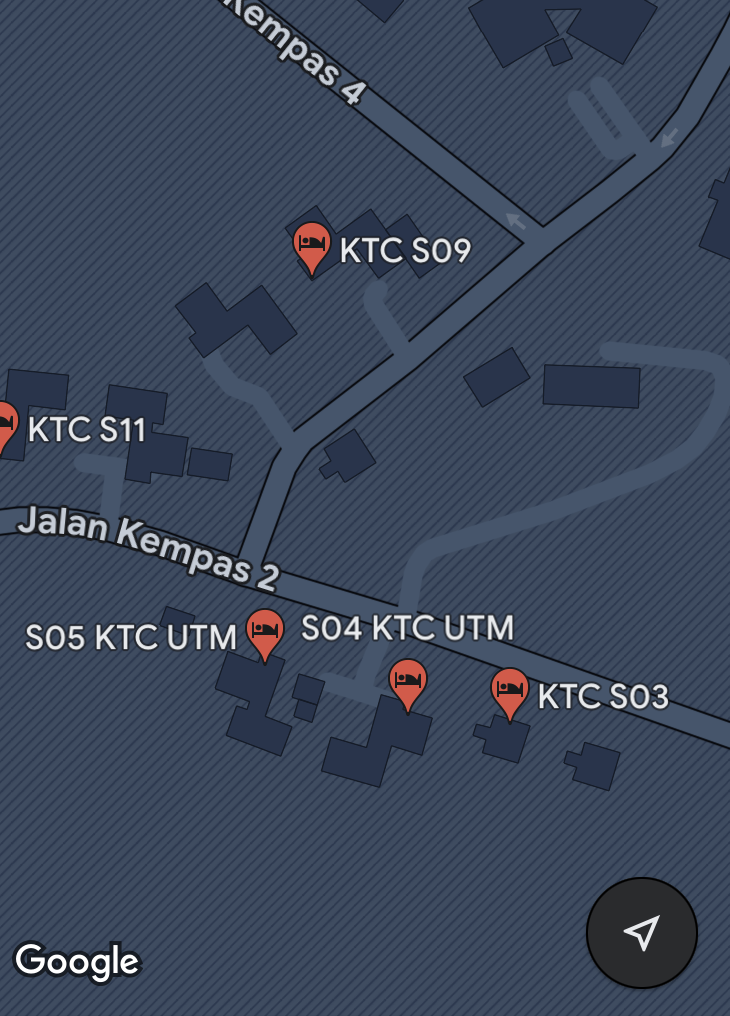 Kempas 4
KTC S09
KTC S11
Jalan Kempas 2
S05 KTC UTM
S04 KTC UTM
KTC S03
Google